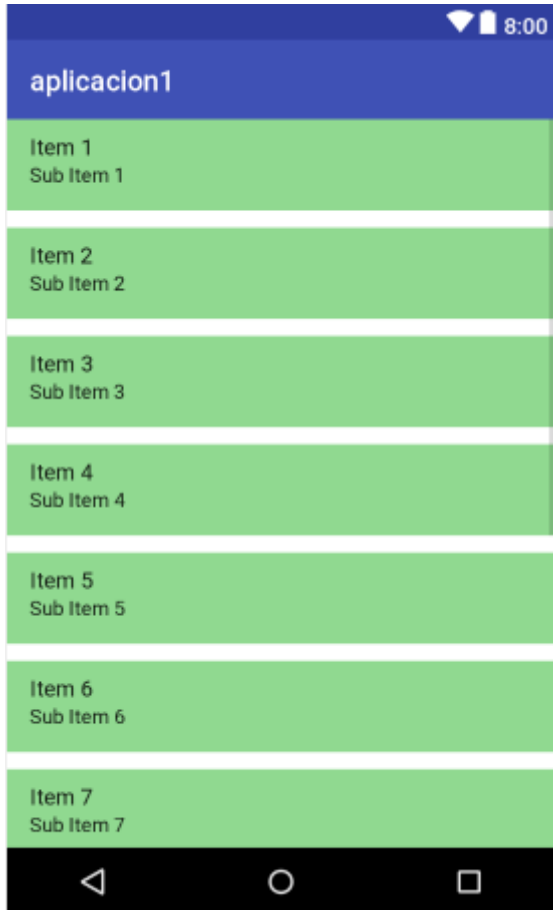 8:00
aplicacion1
Item 1
Sub Item 1
Item 2
Sub Item 2
Item 3
Sub Item 3
Item 4
Sub Item 4
Item 5
Sub Item 5
Item 6
Sub Item 6
Item 7
Sub Item 7